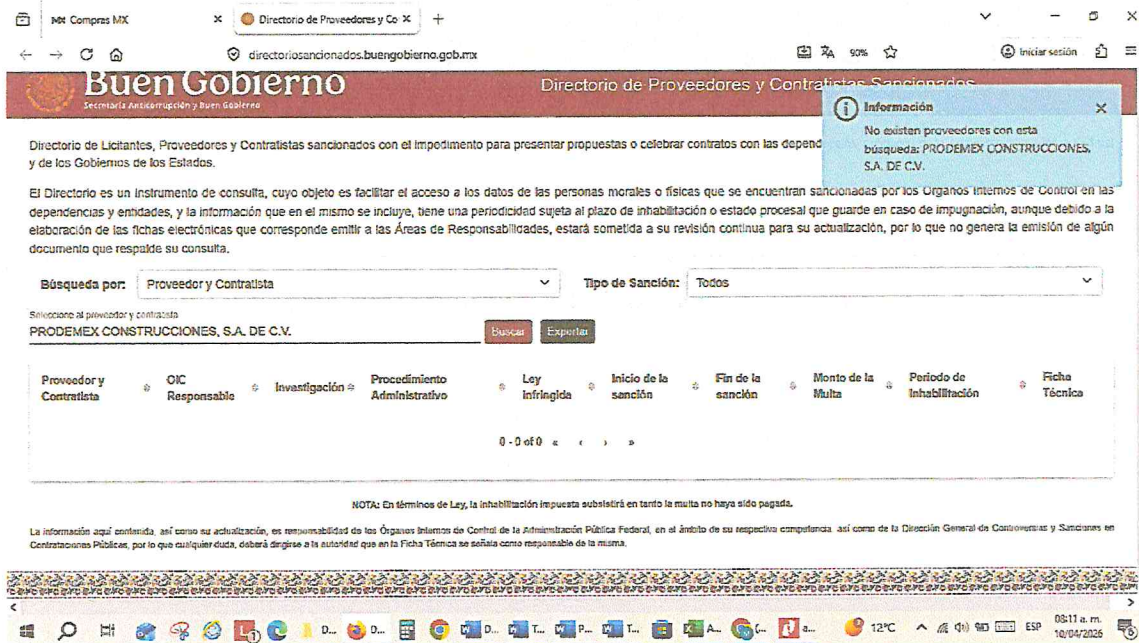 Compras MX
Directorio de Proveedores y Co
directoriosancionados.buengobierno.gob.mx
90%
Iniciar sesión
Buen Gobierno
Secretaría Anticorrupción y Buen Gobierno
Directorio de Proveedores y Contratistas Sancionados
Información
No existen proveedores con esta
búsqueda: PRODEMEX CONSTRUCCIONES,
S.A. DE C.V.
Directorio de Licitantes, Proveedores y Contratistas sancionados con el impedimento para presentar propuestas o celebrar contratos con las depend
y de los Gobiernos de los Estados.
El Directorio es un instrumento de consulta, cuyo objeto es facilitar el acceso a los datos de las personas morales o físicas que se encuentran sancionadas por los Órganos Internos de Control en las
dependencias y entidades, y la información que en el mismo se incluye, tiene una periodicidad sujeta al plazo de inhabilitación o estado procesal que guarde en caso de impugnación, aunque debido a la
elaboración de las fichas electrónicas que corresponde emitir a las Áreas de Responsabilidades, estará sometida a su revisión continua para su actualización, por lo que no genera la emisión de algún
documento que respalde su consulta.
Búsqueda por: Proveedor y Contratista Tipo de Sanción: Todos
Seleccione al proveedor y contratista
PRODEMEX CONSTRUCCIONES, S.A. DE C.V. Buscar Exportar
Proveedor y Contratista OIC Responsable Investigación Procedimiento Administrativo Ley Infringida Inicio de la sanción Fin de la sanción Monto de la Multa Periodo de Inhabilitación Ficha Técnica
0 - 0 of 0 « ‹ › »
NOTA: En términos de Ley, la inhabilitación impuesta subsistirá en tanto la multa no haya sido pagada.
La información aquí contenida, así como su actualización, es responsabilidad de los Órganos Internos de Control de la Administración Pública Federal, en el ámbito de su respectiva competencia, así como de la Dirección General de Controversias y Sanciones en
Contrataciones Públicas, por lo que cualquier duda, deberá dirigirse a la autoridad que en la Ficha Técnica se señala como responsable de la misma.
D... D... D... T... P... T... A... (... a... 12°C ESP 08:11 a. m.
10/04/2026